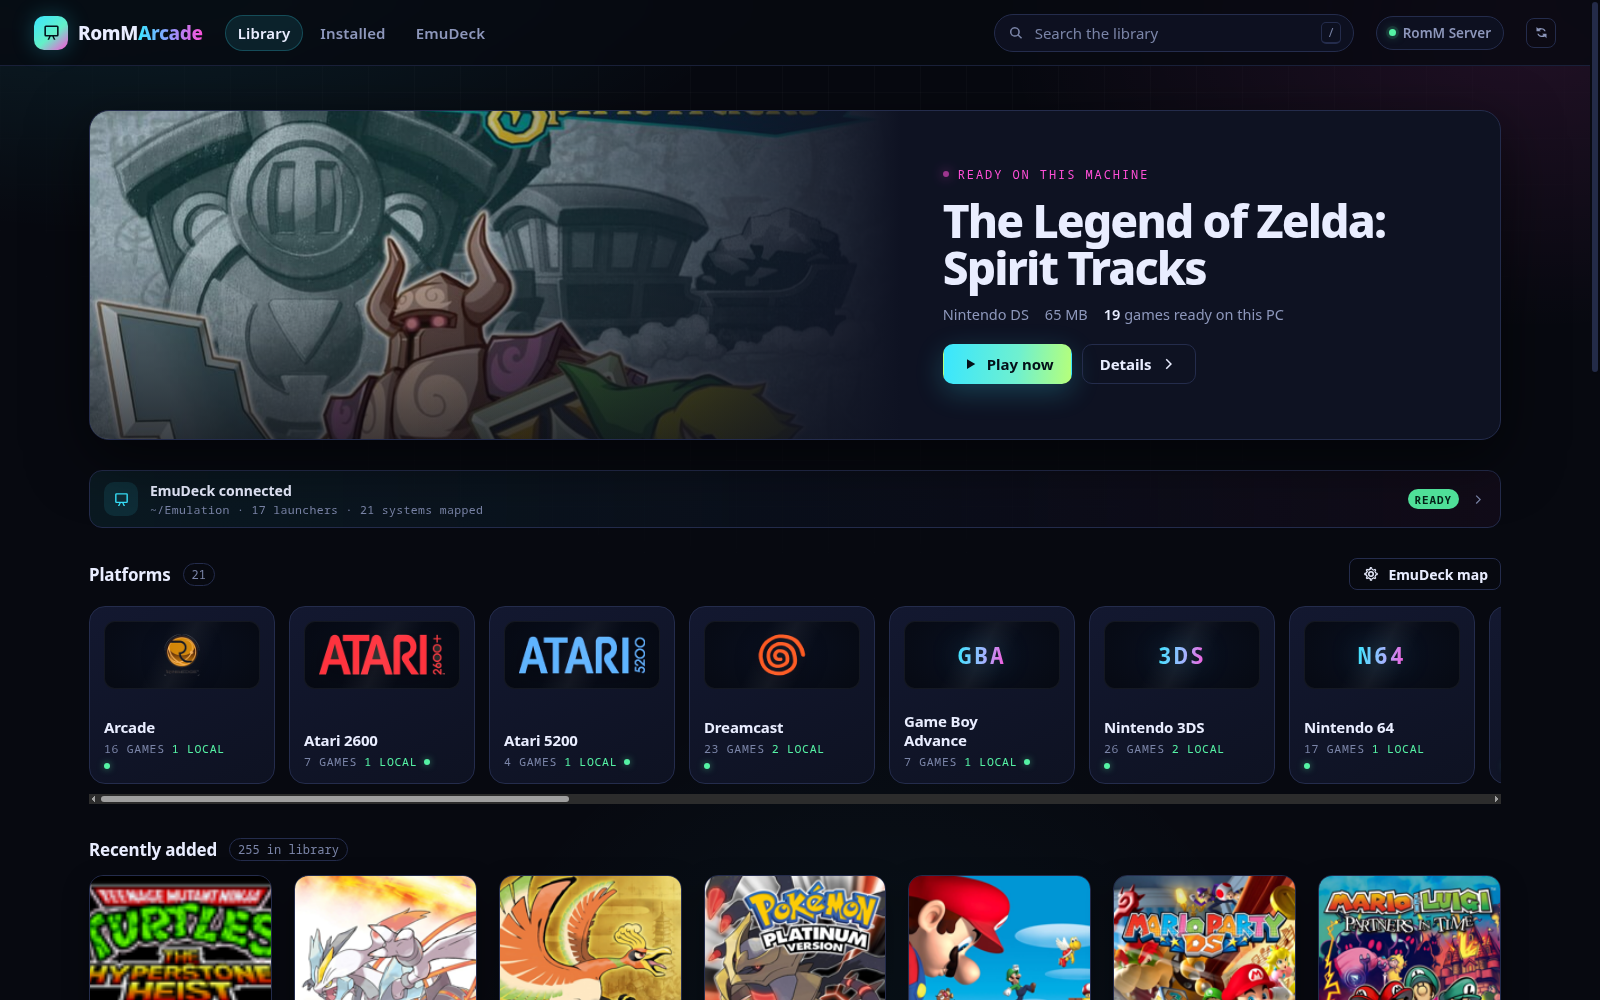 RomMArcade
Library
Installed
EmuDeck
Search the library
/
RomM Server
READY ON THIS MACHINE
The Legend of Zelda:
Spirit Tracks
Nintendo DS 65 MB 19 games ready on this PC
Play now
Details
EmuDeck connected
~/Emulation · 17 launchers · 21 systems mapped
READY
Platforms 21
EmuDeck map
ATARI 2600+
ATARI 5200
GBA
3DS
N64
Arcade
16 GAMES 1 LOCAL
Atari 2600
7 GAMES 1 LOCAL
Atari 5200
4 GAMES 1 LOCAL
Dreamcast
23 GAMES 2 LOCAL
Game Boy
Advance
7 GAMES 1 LOCAL
Nintendo 3DS
26 GAMES 2 LOCAL
Nintendo 64
17 GAMES 1 LOCAL
Recently added 255 in library
TEENAGE MUTANT NINJA
TURTLES
THE
HYPERSTONE
HEIST
POKéMON
PLATINUM
VERSION
MARIO PARTY
DS
MARIO & LUIGI
PARTNERS IN TIME